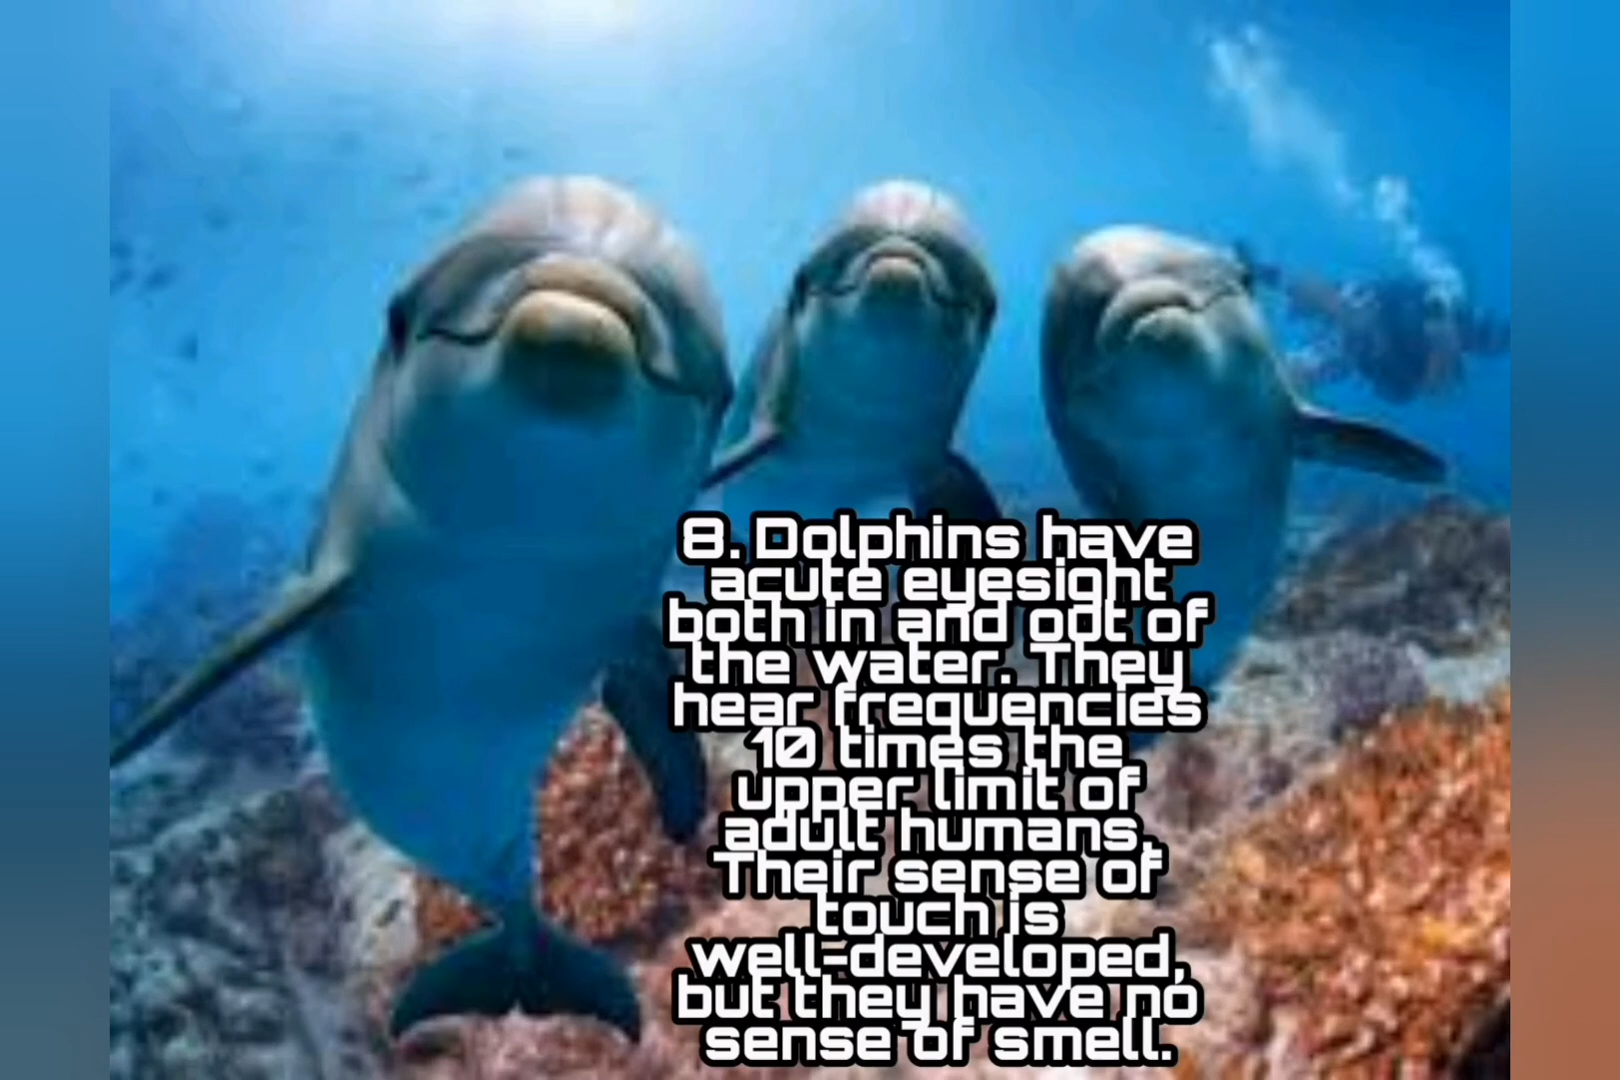 8. Dolphins have
acute eyesight
both in and out of
the water. They
hear frequencies
10 times the
upper limit of
adult humans.
Their sense of
touch is
well-developed,
but they have no
sense of smell.